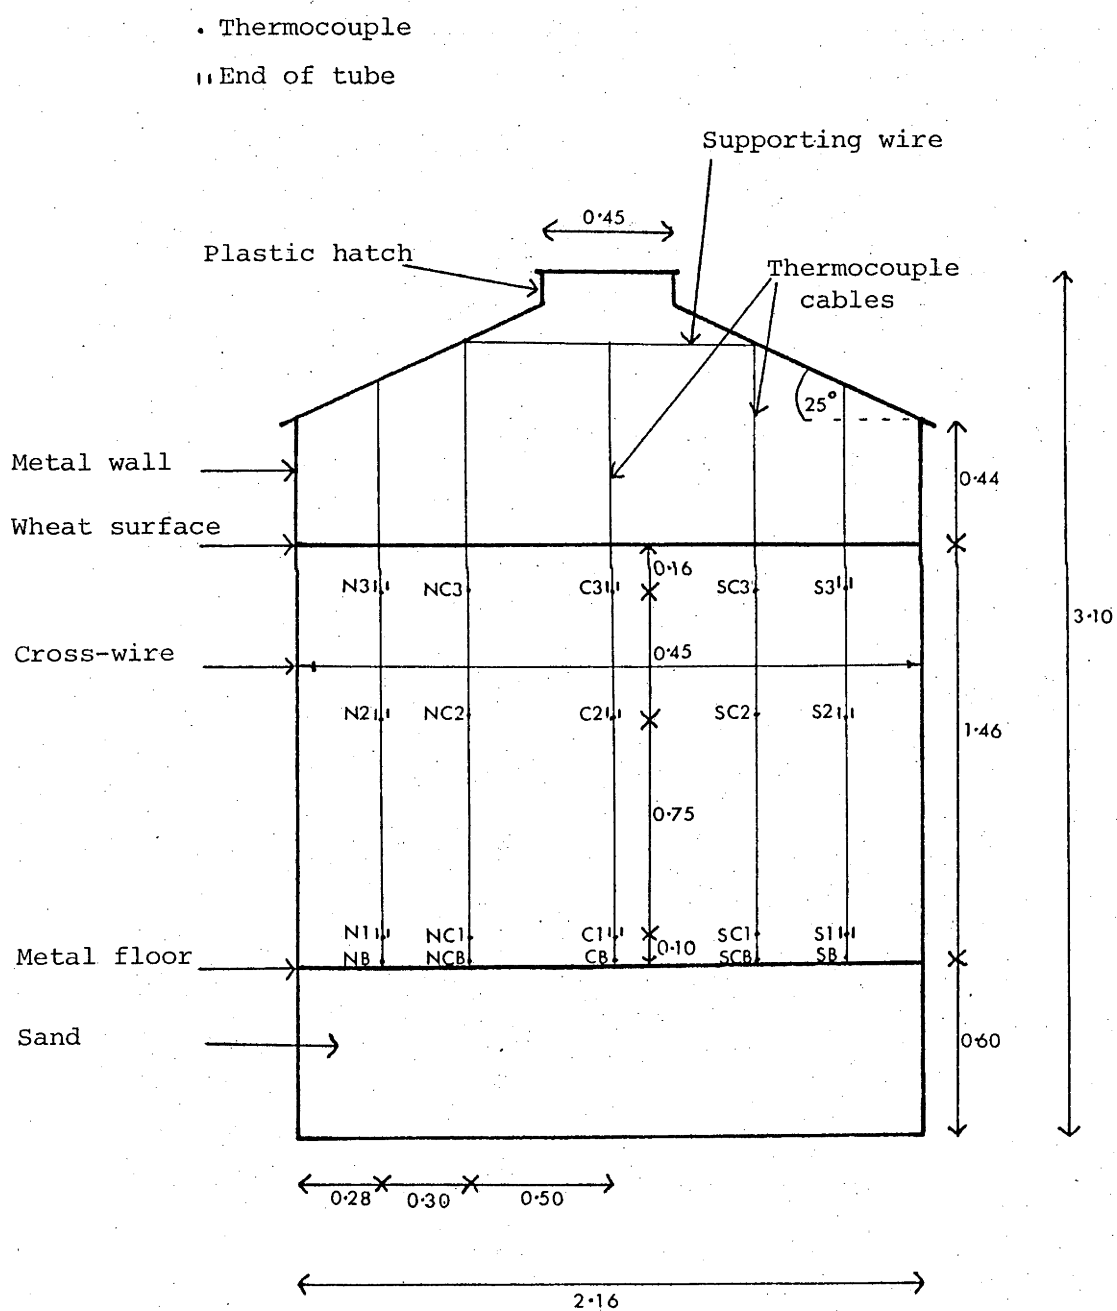 Thermocouple
End of tube
Supporting wire
0·45
Plastic hatch
Thermocouple
cables
25°
Metal wall
0·44
Wheat surface
0·16
N3 NC3 C3 SC3 S3
3·10
Cross-wire
0·45
N2 NC2 C2 SC2 S2
1·46
0·75
N1 NC1 C1 SC1 S1
Metal floor
NB NCB CB 0·10 SCB SB
Sand
0·60
0·28 0·30 0·50
2·16